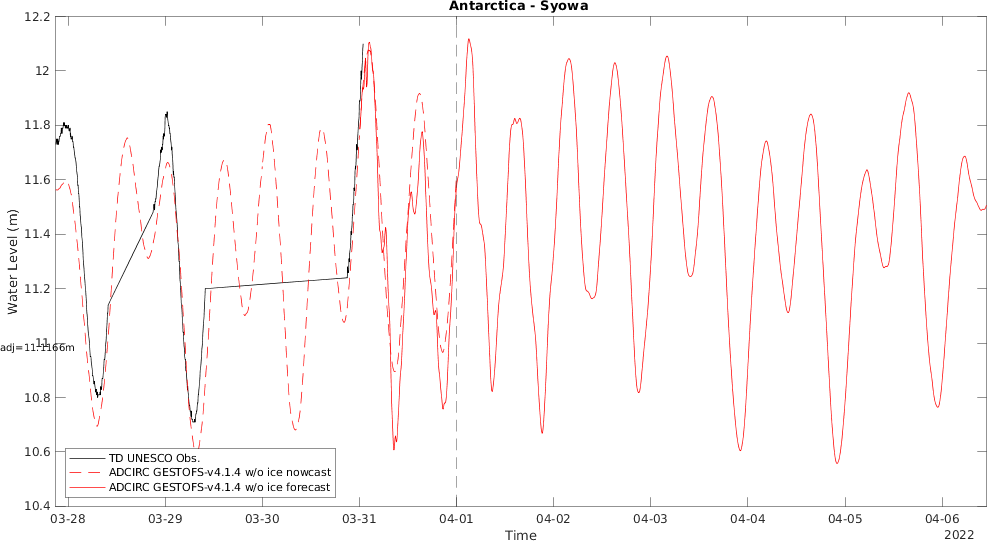 Antarctica - Syowa
12.2
12
11.8
11.6
11.4
11.2
11
10.8
10.6
10.4
Water Level (m)
adj=11.1166m
TD UNESCO Obs.
ADCIRC GESTOFS-v4.1.4 w/o ice nowcast
ADCIRC GESTOFS-v4.1.4 w/o ice forecast
03-28 03-29 03-30 03-31 04-01 04-02 04-03 04-04 04-05 04-06
Time 2022